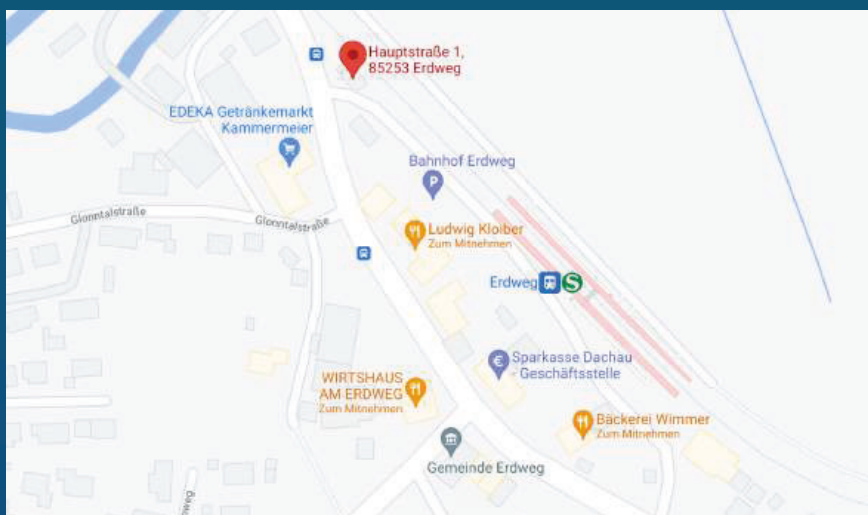 Hauptstraße 1,
85253 Erdweg
EDEKA Getränkemarkt
Kammermeier
Bahnhof Erdweg
P
Glonntalstraße
Glonntalstraße
Ludwig Kloiber
Zum Mitnehmen
Erdweg
S
€
Sparkasse Dachau
- Geschäftsstelle
WIRTSHAUS
AM ERDWEG
Zum Mitnehmen
Bäckerei Wimmer
Zum Mitnehmen
Gemeinde Erdweg